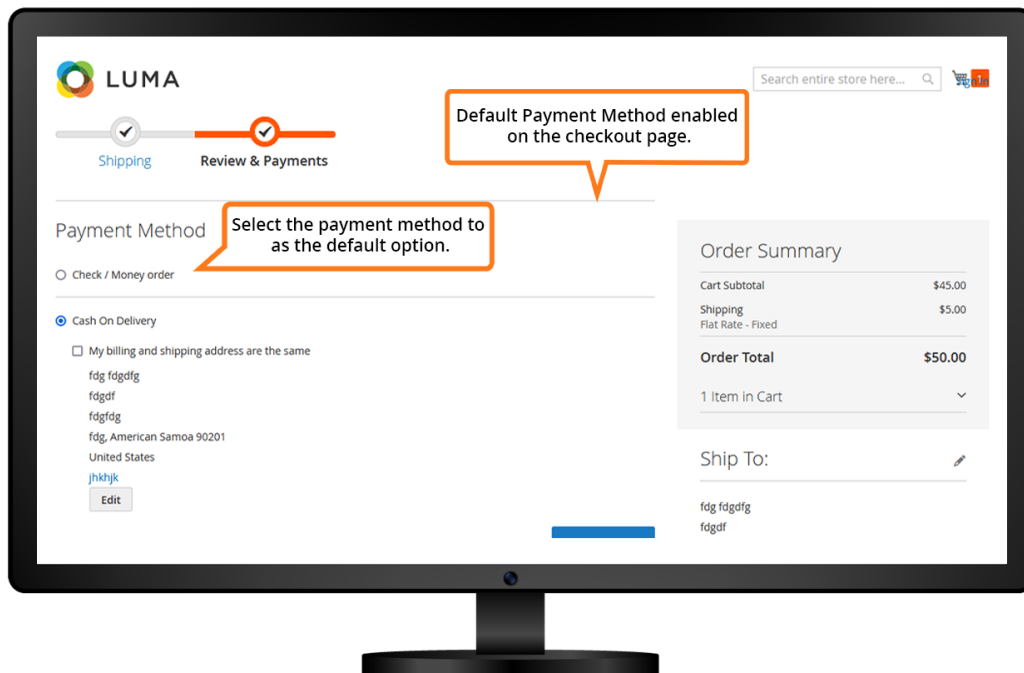 LUMA
Search entire store here...
1
Default Payment Method enabled
on the checkout page.
Shipping
Review & Payments
Payment Method
Select the payment method to
as the default option.
Check / Money order
Cash On Delivery
My billing and shipping address are the same
fdg fdgdfg
fdgdf
fdgfdg
fdg, American Samoa 90201
United States
jhkhjk
Edit
Order Summary
Cart Subtotal $45.00
Shipping $5.00
Flat Rate - Fixed
Order Total $50.00
1 Item in Cart
Ship To:
fdg fdgdfg
fdgdf